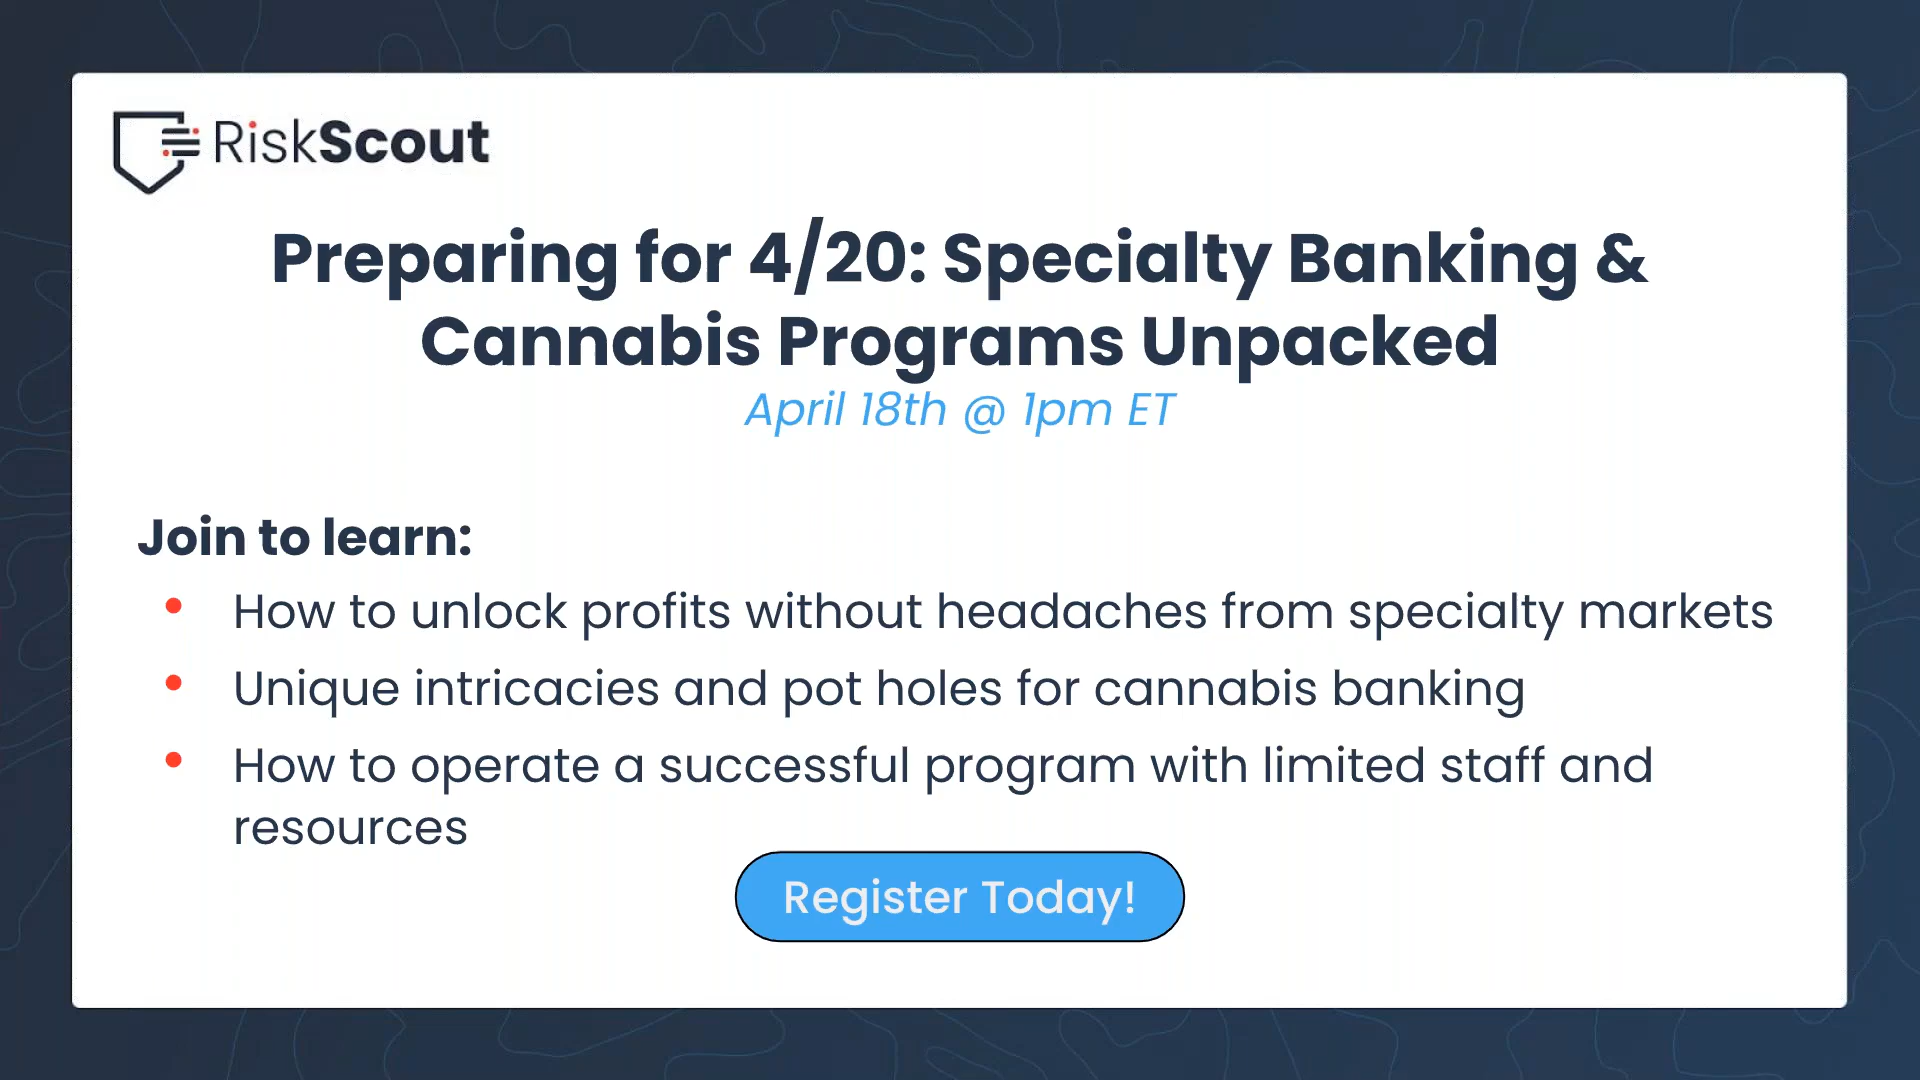 RiskScout
Preparing for 4/20: Specialty Banking &
Cannabis Programs Unpacked
April 18th @ 1pm ET
Join to learn:
• How to unlock profits without headaches from specialty markets
• Unique intricacies and pot holes for cannabis banking
• How to operate a successful program with limited staff and
resources
Register Today!